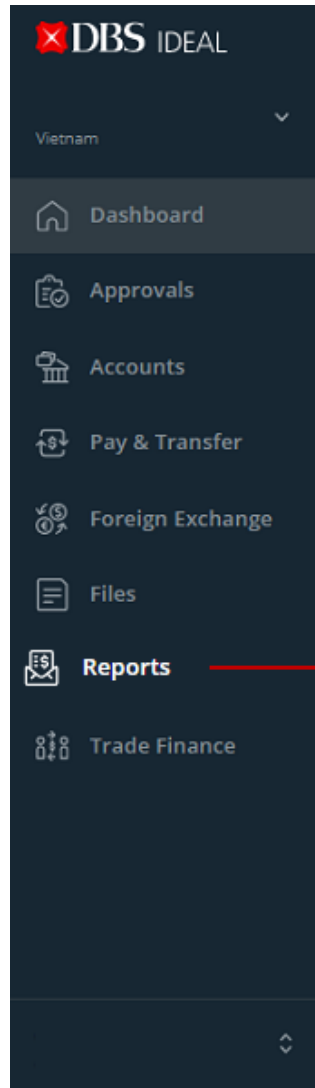 DBS IDEAL
Vietnam
Dashboard
Approvals
Accounts
Pay & Transfer
Foreign Exchange
Files
Reports
Trade Finance